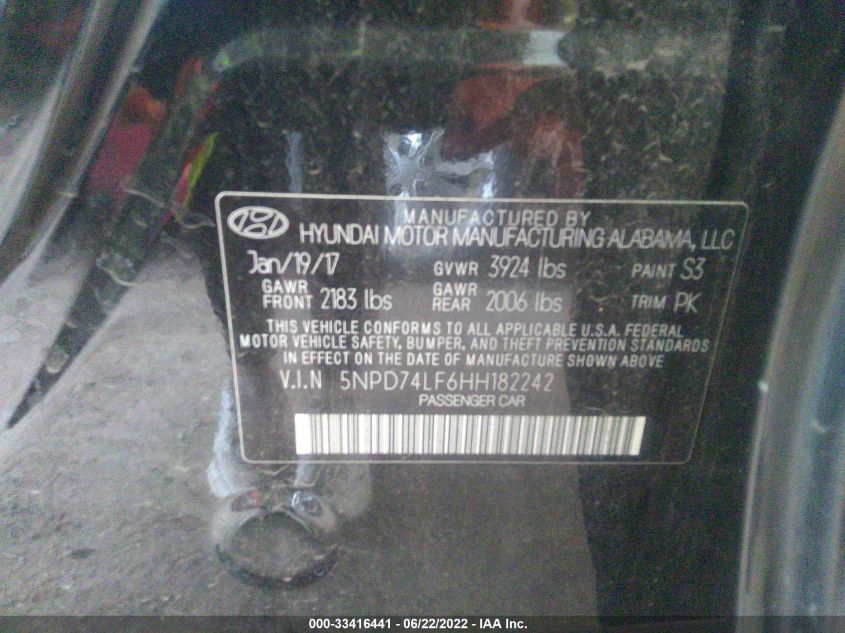 MANUFACTURED BY
HYUNDAI MOTOR MANUFACTURING ALABAMA, LLC
Jan/19/17 GVWR 3924 lbs PAINT S3
GAWR FRONT 2183 lbs GAWR REAR 2006 lbs TRIM PK
THIS VEHICLE CONFORMS TO ALL APPLICABLE U.S.A. FEDERAL
MOTOR VEHICLE SAFETY, BUMPER, AND THEFT PREVENTION STANDARDS
IN EFFECT ON THE DATE OF MANUFACTURE SHOWN ABOVE
V.I.N 5NPD74LF6HH182242
PASSENGER CAR
000-33416441 - 06/22/2022 - IAA Inc.